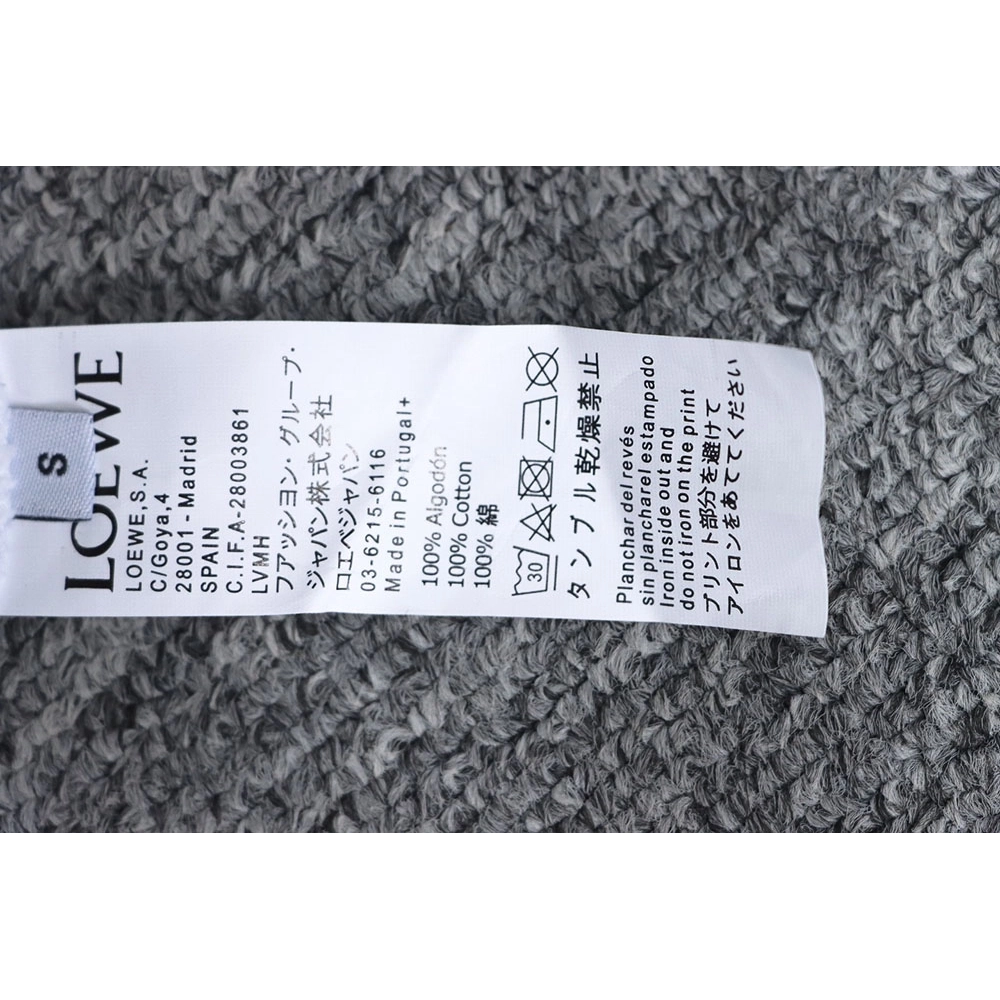 LOEWE
S
LOEWE,S.A.
C/Goya,4
28001-Madrid
SPAIN
C.I.F.A-28003861
LVMH
ファッション・グループ・
ジャパン株式会社
ロエベジャパン
03-6215-6116
Made in Portugal+
100% Algodón
100% Cotton
100% 綿
30
タンブル乾燥禁止
Planchar del revés
sin planchar el estampado
Iron inside out and
do not iron on the print
プリント部分を避けて
アイロンをあててください